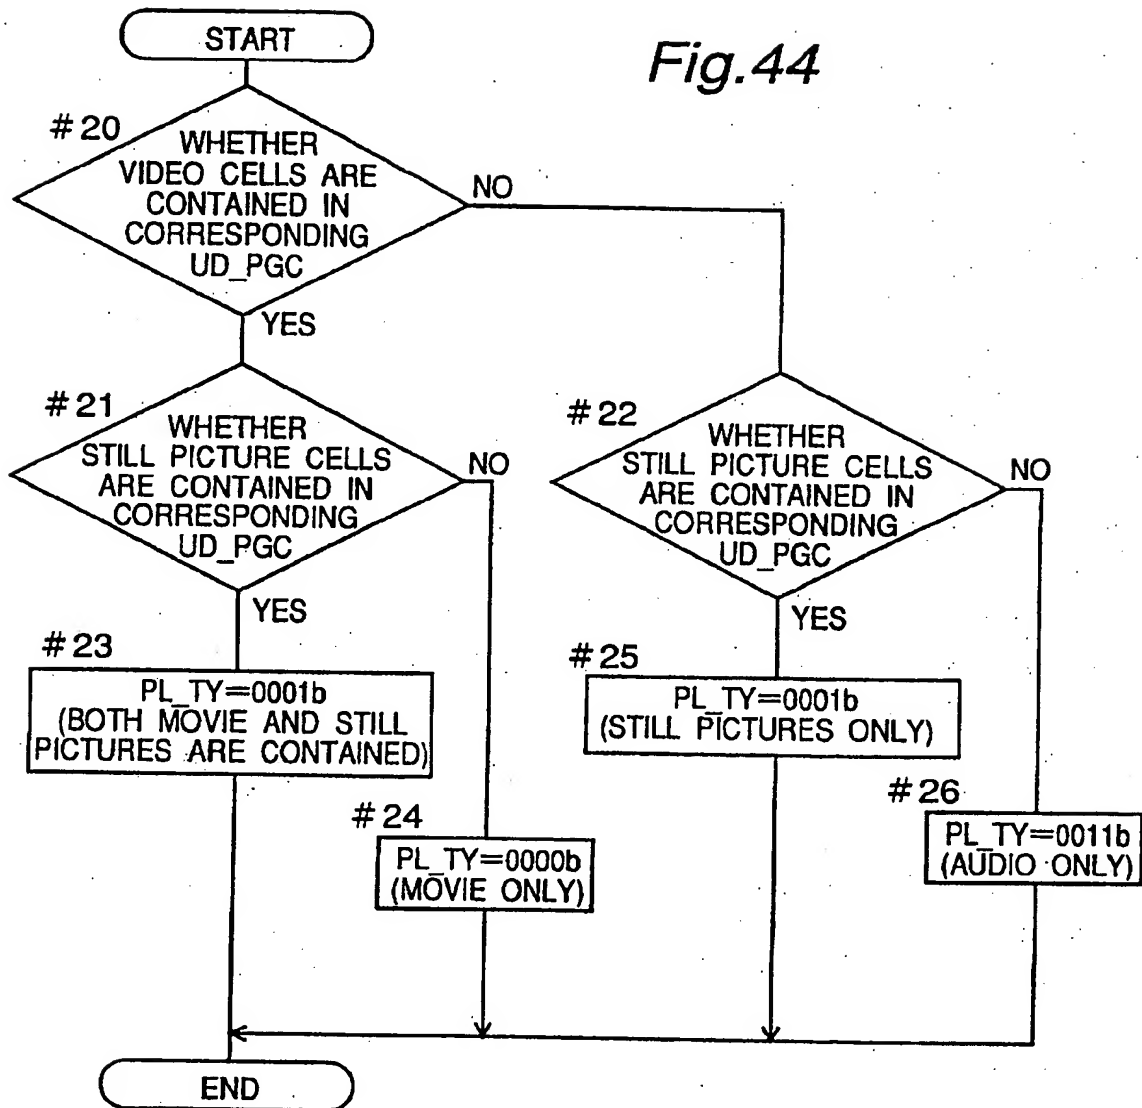 START
Fig.44
#20
WHETHER
VIDEO CELLS ARE
CONTAINED IN
CORRESPONDING
UD_PGC
NO
YES
#21
WHETHER
STILL PICTURE CELLS
ARE CONTAINED IN
CORRESPONDING
UD_PGC
NO
YES
#22
WHETHER
STILL PICTURE CELLS
ARE CONTAINED IN
CORRESPONDING
UD_PGC
NO
YES
#23
PL_TY=0001b
(BOTH MOVIE AND STILL
PICTURES ARE CONTAINED)
#24
PL_TY=0000b
(MOVIE ONLY)
#25
PL_TY=0001b
(STILL PICTURES ONLY)
#26
PL_TY=0011b
(AUDIO ONLY)
END